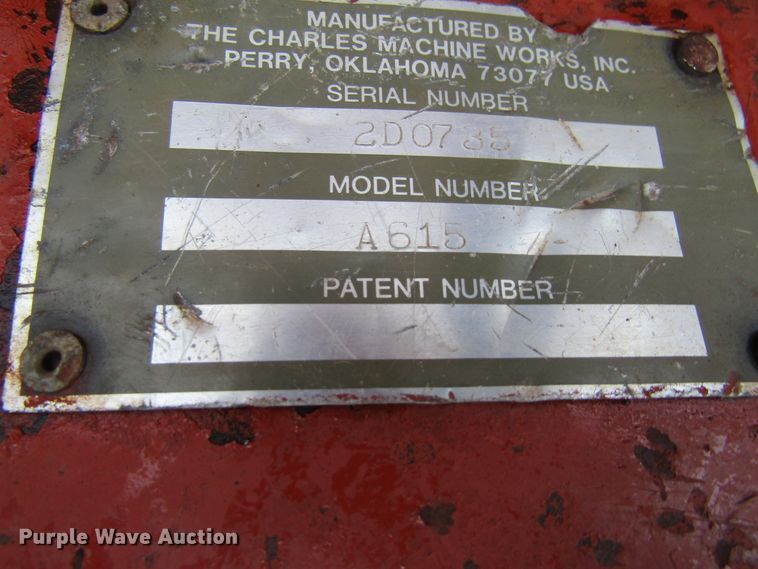 MANUFACTURED BY
THE CHARLES MACHINE WORKS, INC.
PERRY, OKLAHOMA 73077 USA
SERIAL NUMBER
2D0735
MODEL NUMBER
A615
PATENT NUMBER
Purple Wave Auction